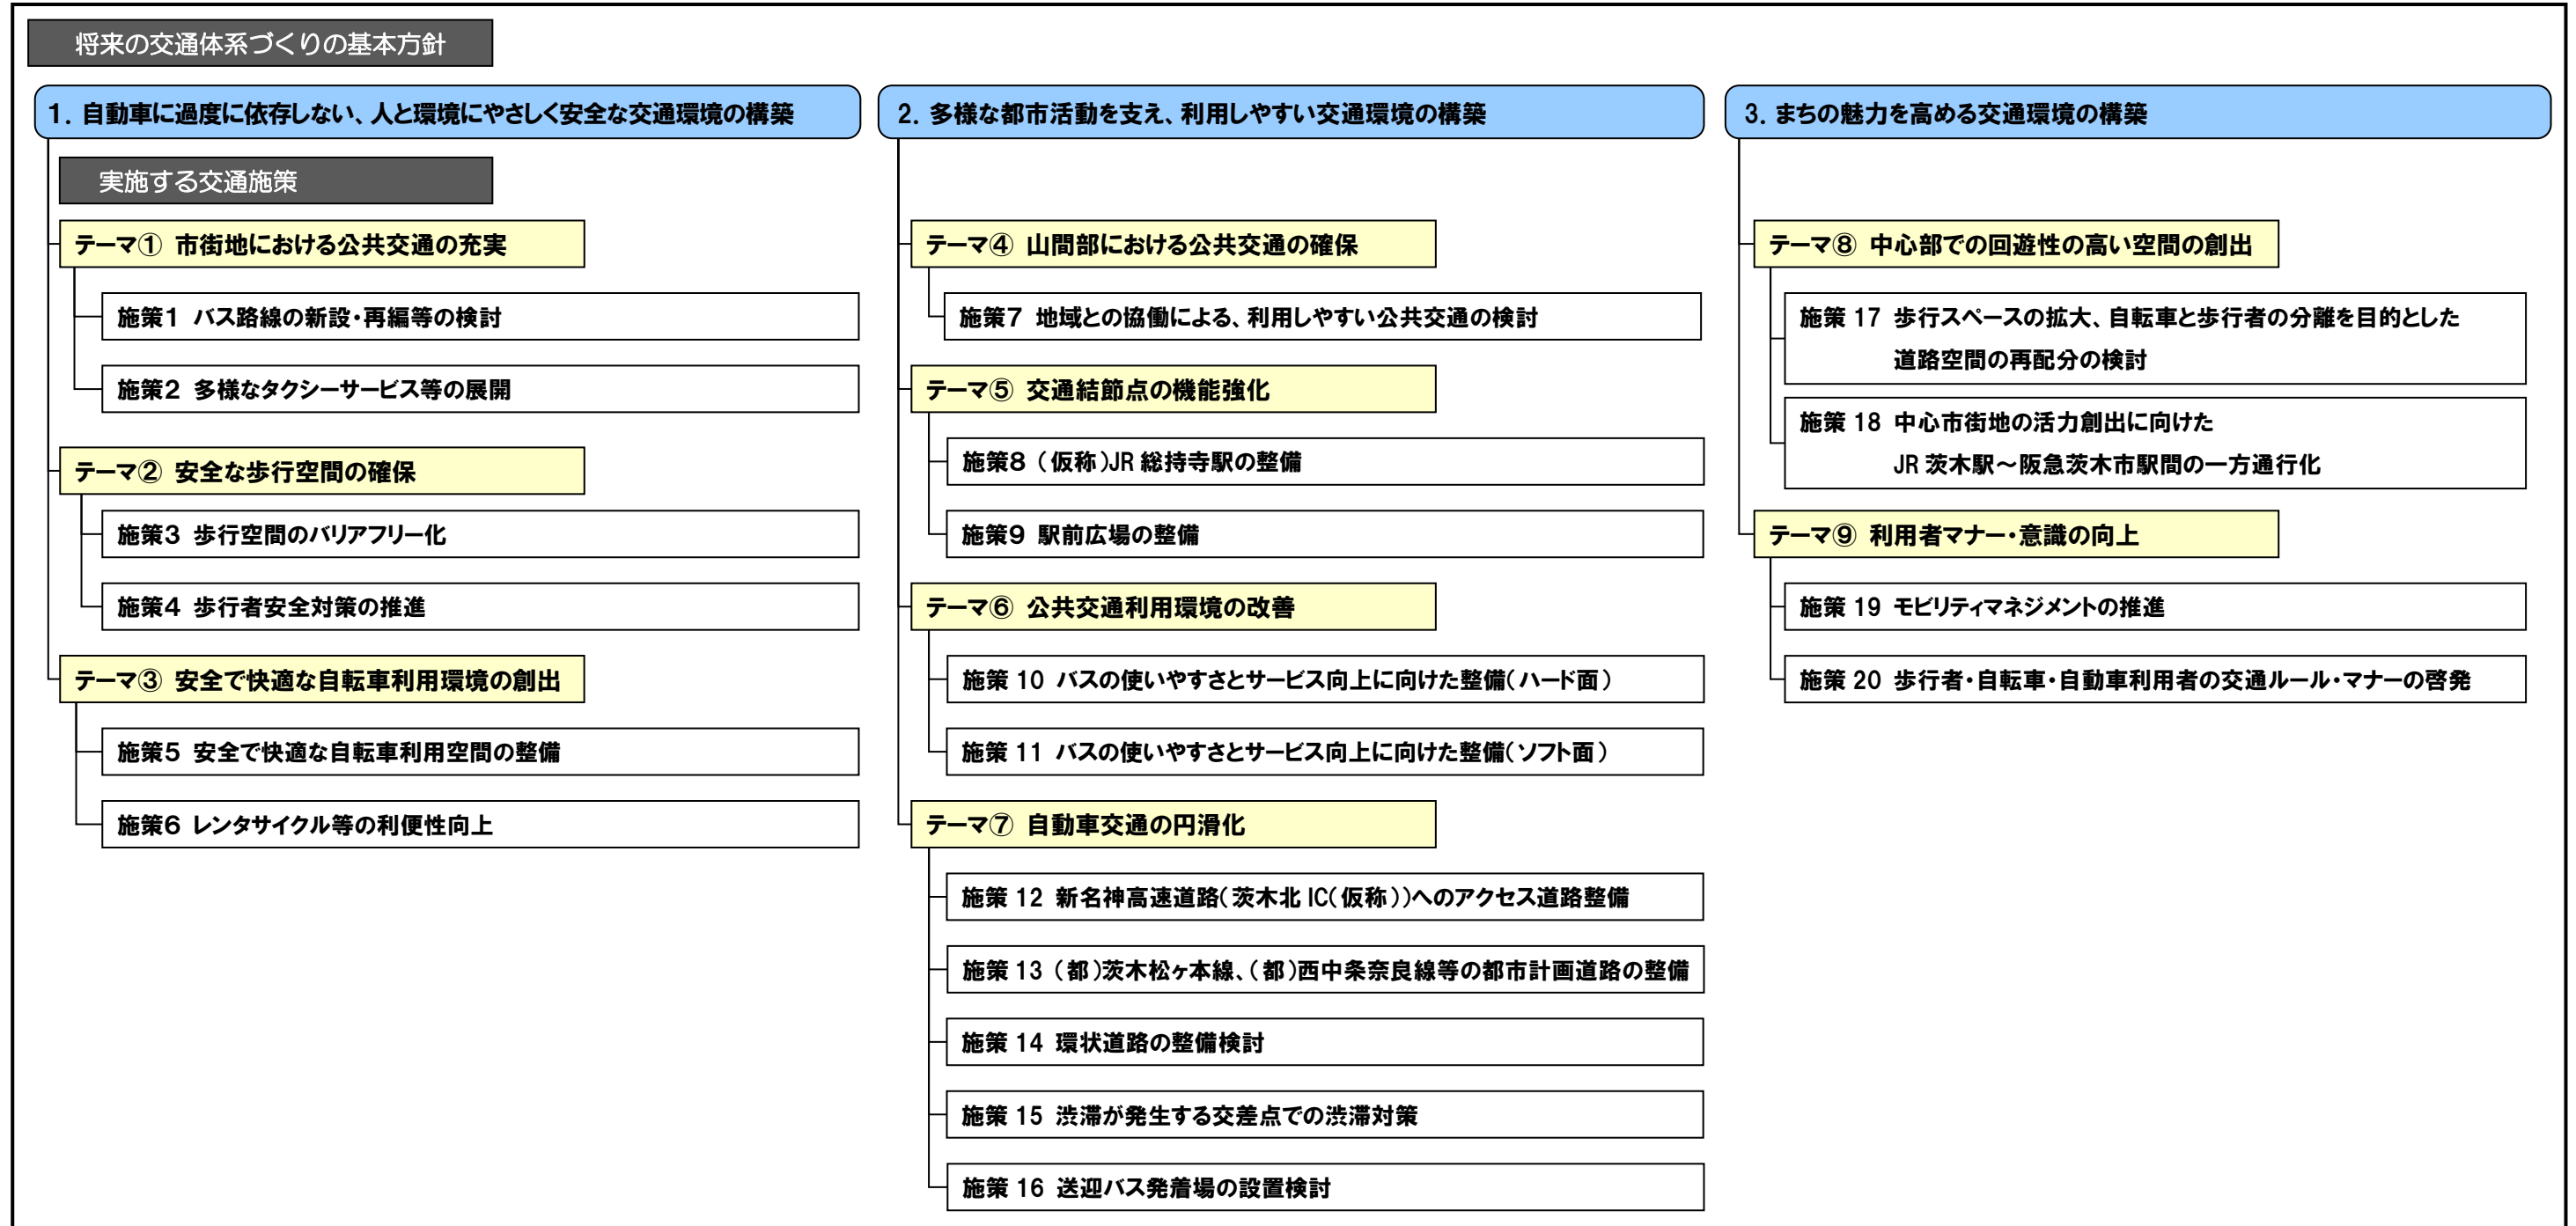 将来の交通体系づくりの基本方針
1．自動車に過度に依存しない、人と環境にやさしく安全な交通環境の構築
実施する交通施策
テーマ① 市街地における公共交通の充実
施策１ バス路線の新設・再編等の検討
施策２ 多様なタクシーサービス等の展開
テーマ② 安全な歩行空間の確保
施策３ 歩行空間のバリアフリー化
施策４ 歩行者安全対策の推進
テーマ③ 安全で快適な自転車利用環境の創出
施策５ 安全で快適な自転車利用空間の整備
施策６ レンタサイクル等の利便性向上
2．多様な都市活動を支え、利用しやすい交通環境の構築
テーマ④ 山間部における公共交通の確保
施策７ 地域との協働による、利用しやすい公共交通の検討
テーマ⑤ 交通結節点の機能強化
施策８ （仮称）JR 総持寺駅の整備
施策９ 駅前広場の整備
テーマ⑥ 公共交通利用環境の改善
施策 10 バスの使いやすさとサービス向上に向けた整備（ハード面）
施策 11 バスの使いやすさとサービス向上に向けた整備（ソフト面）
テーマ⑦ 自動車交通の円滑化
施策 12 新名神高速道路（茨木北 IC（仮称））へのアクセス道路整備
施策 13 （都）茨木松ヶ本線、（都）西中条奈良線等の都市計画道路の整備
施策 14 環状道路の整備検討
施策 15 渋滞が発生する交差点での渋滞対策
施策 16 送迎バス発着場の設置検討
3．まちの魅力を高める交通環境の構築
テーマ⑧ 中心部での回遊性の高い空間の創出
施策 17 歩行スペースの拡大、自転車と歩行者の分離を目的とした
道路空間の再配分の検討
施策 18 中心市街地の活力創出に向けた
JR 茨木駅～阪急茨木市駅間の一方通行化
テーマ⑨ 利用者マナー・意識の向上
施策 19 モビリティマネジメントの推進
施策 20 歩行者・自転車・自動車利用者の交通ルール・マナーの啓発